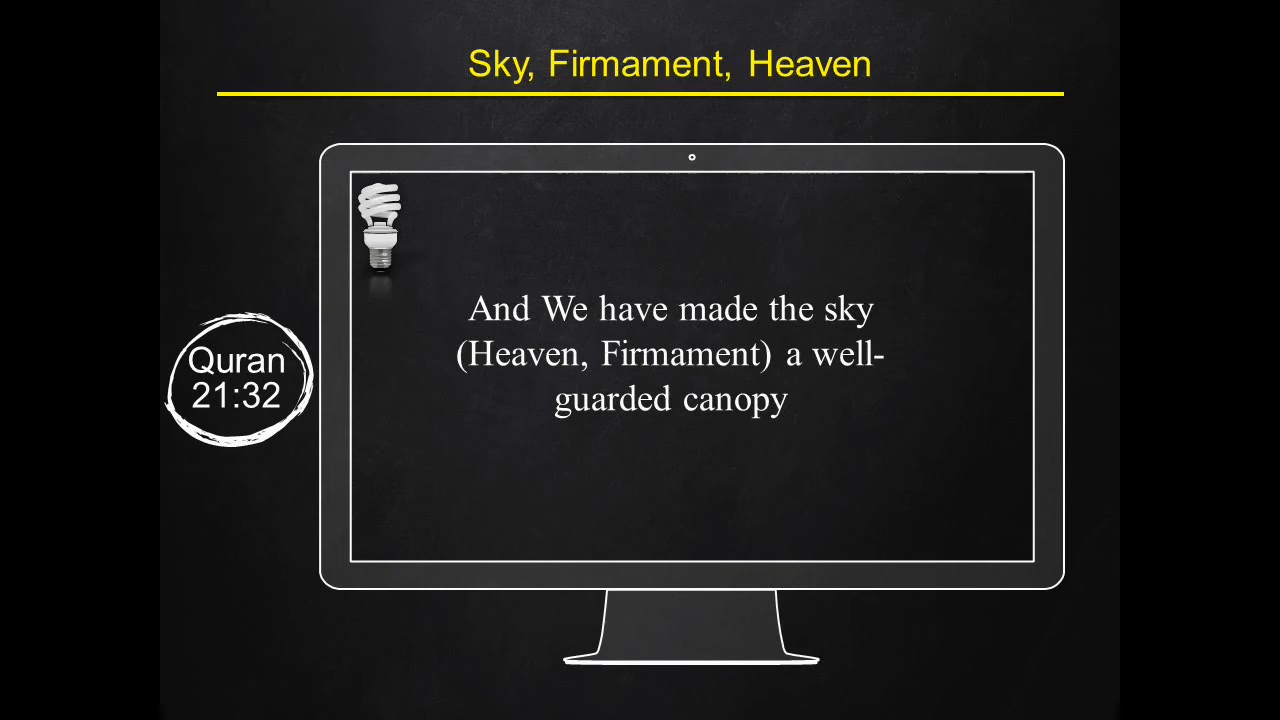 Sky, Firmament, Heaven
Quran
21:32
And We have made the sky
(Heaven, Firmament) a well-
guarded canopy